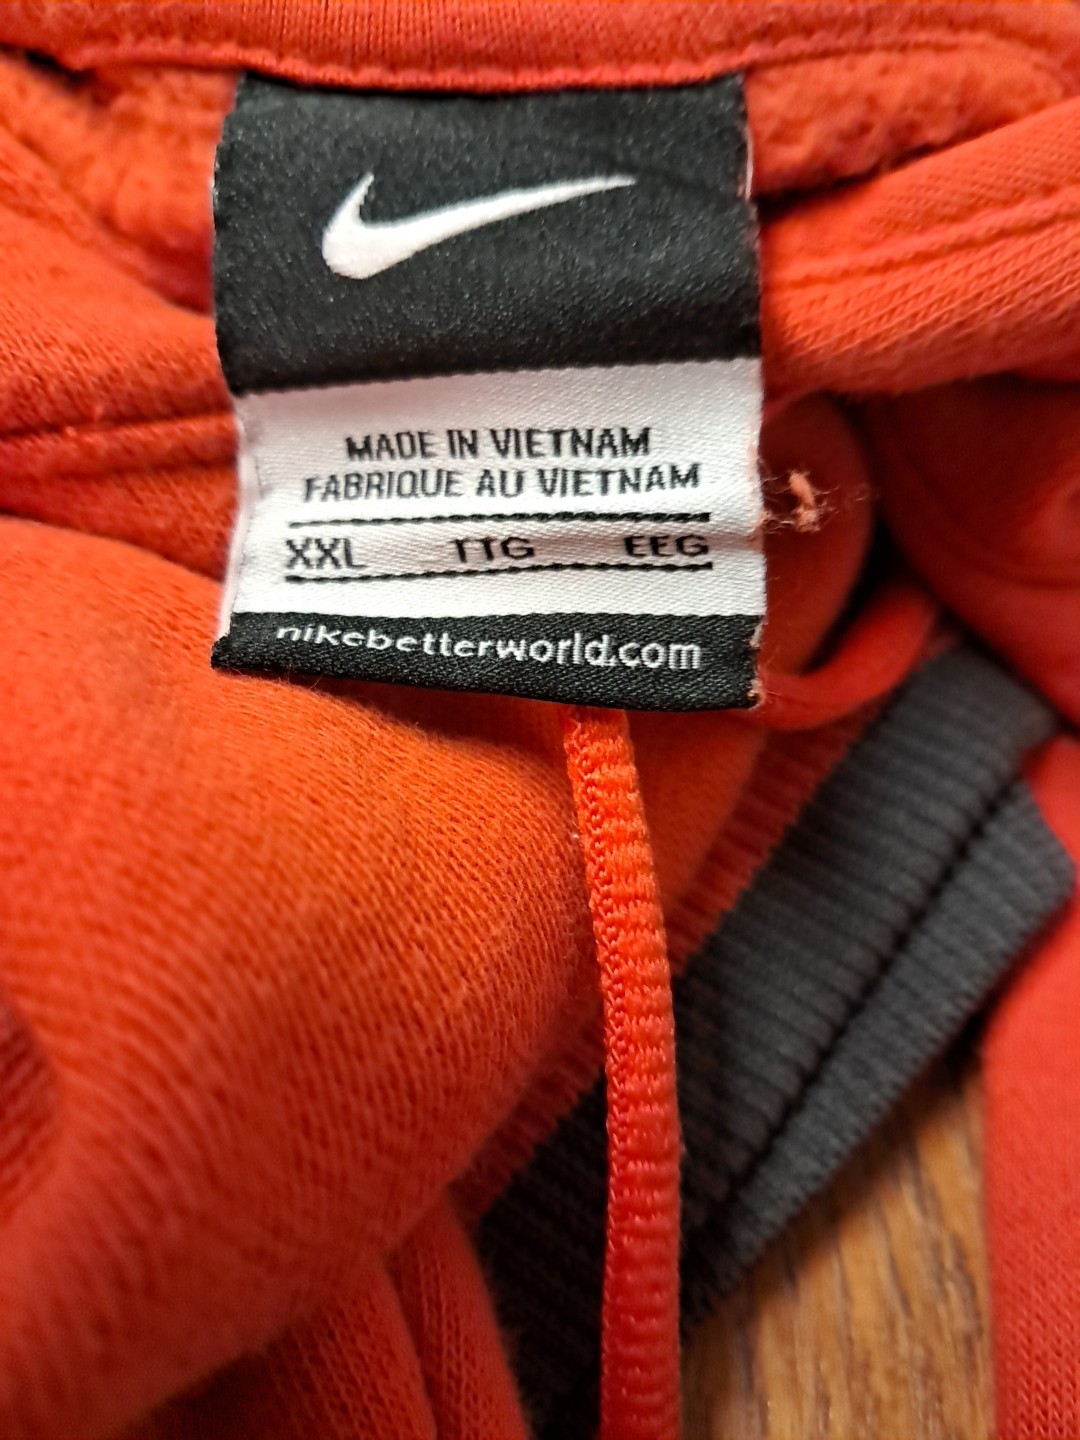 MADE IN VIETNAM
FABRIQUE AU VIETNAM
XXL TTG EEG
nikebetterworld.com